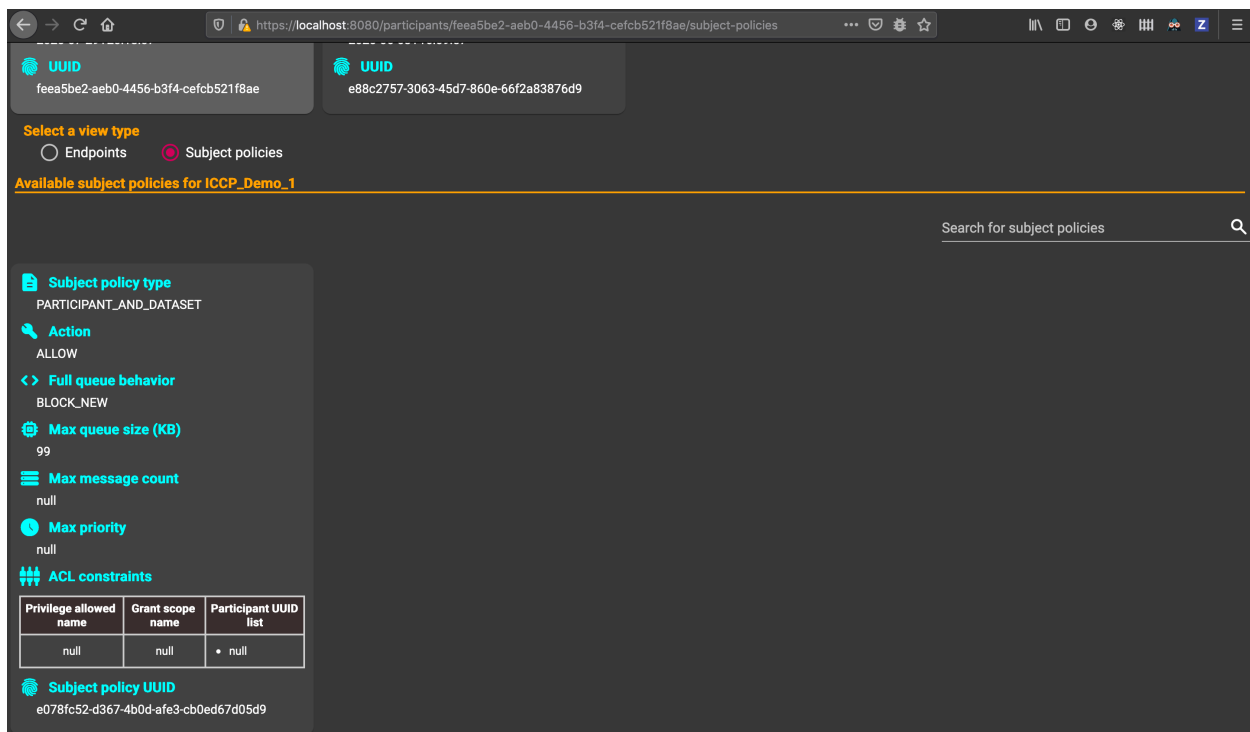 https://localhost:8080/participants/feea5be2-aeb0-4456-b3f4-cefcb521f8ae/subject-policies
Z
UUID
feea5be2-aeb0-4456-b3f4-cefcb521f8ae
UUID
e88c2757-3063-45d7-860e-66f2a83876d9
Select a view type
Endpoints Subject policies
Available subject policies for ICCP_Demo_1
Search for subject policies
Subject policy type
PARTICIPANT_AND_DATASET
Action
ALLOW
Full queue behavior
BLOCK_NEW
Max queue size (KB)
99
Max message count
null
Max priority
null
ACL constraints
Privilege allowed name Grant scope name Participant UUID list
null null • null
Subject policy UUID
e078fc52-d367-4b0d-afe3-cb0ed67d05d9